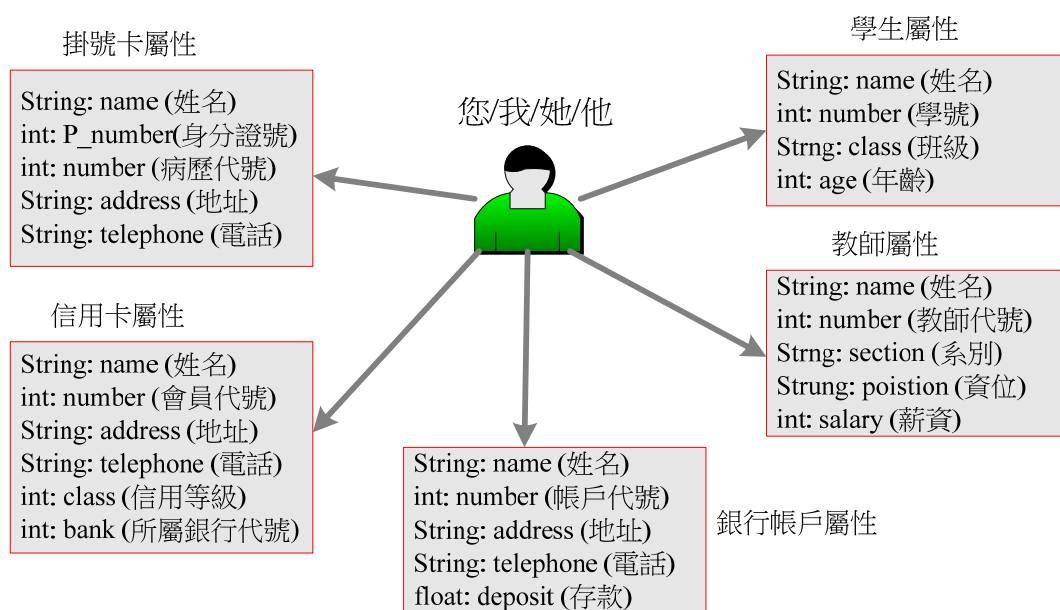 掛號卡屬性
String: name (姓名)
int: P_number(身分證號)
int: number (病歷代號)
String: address (地址)
String: telephone (電話)
您/我/她/他
學生屬性
String: name (姓名)
int: number (學號)
Strng: class (班級)
int: age (年齡)
教師屬性
String: name (姓名)
int: number (教師代號)
Strng: section (系別)
Strung: poistion (資位)
int: salary (薪資)
信用卡屬性
String: name (姓名)
int: number (會員代號)
String: address (地址)
String: telephone (電話)
int: class (信用等級)
int: bank (所屬銀行代號)
String: name (姓名)
int: number (帳戶代號)
String: address (地址)
String: telephone (電話)
float: deposit (存款)
銀行帳戶屬性